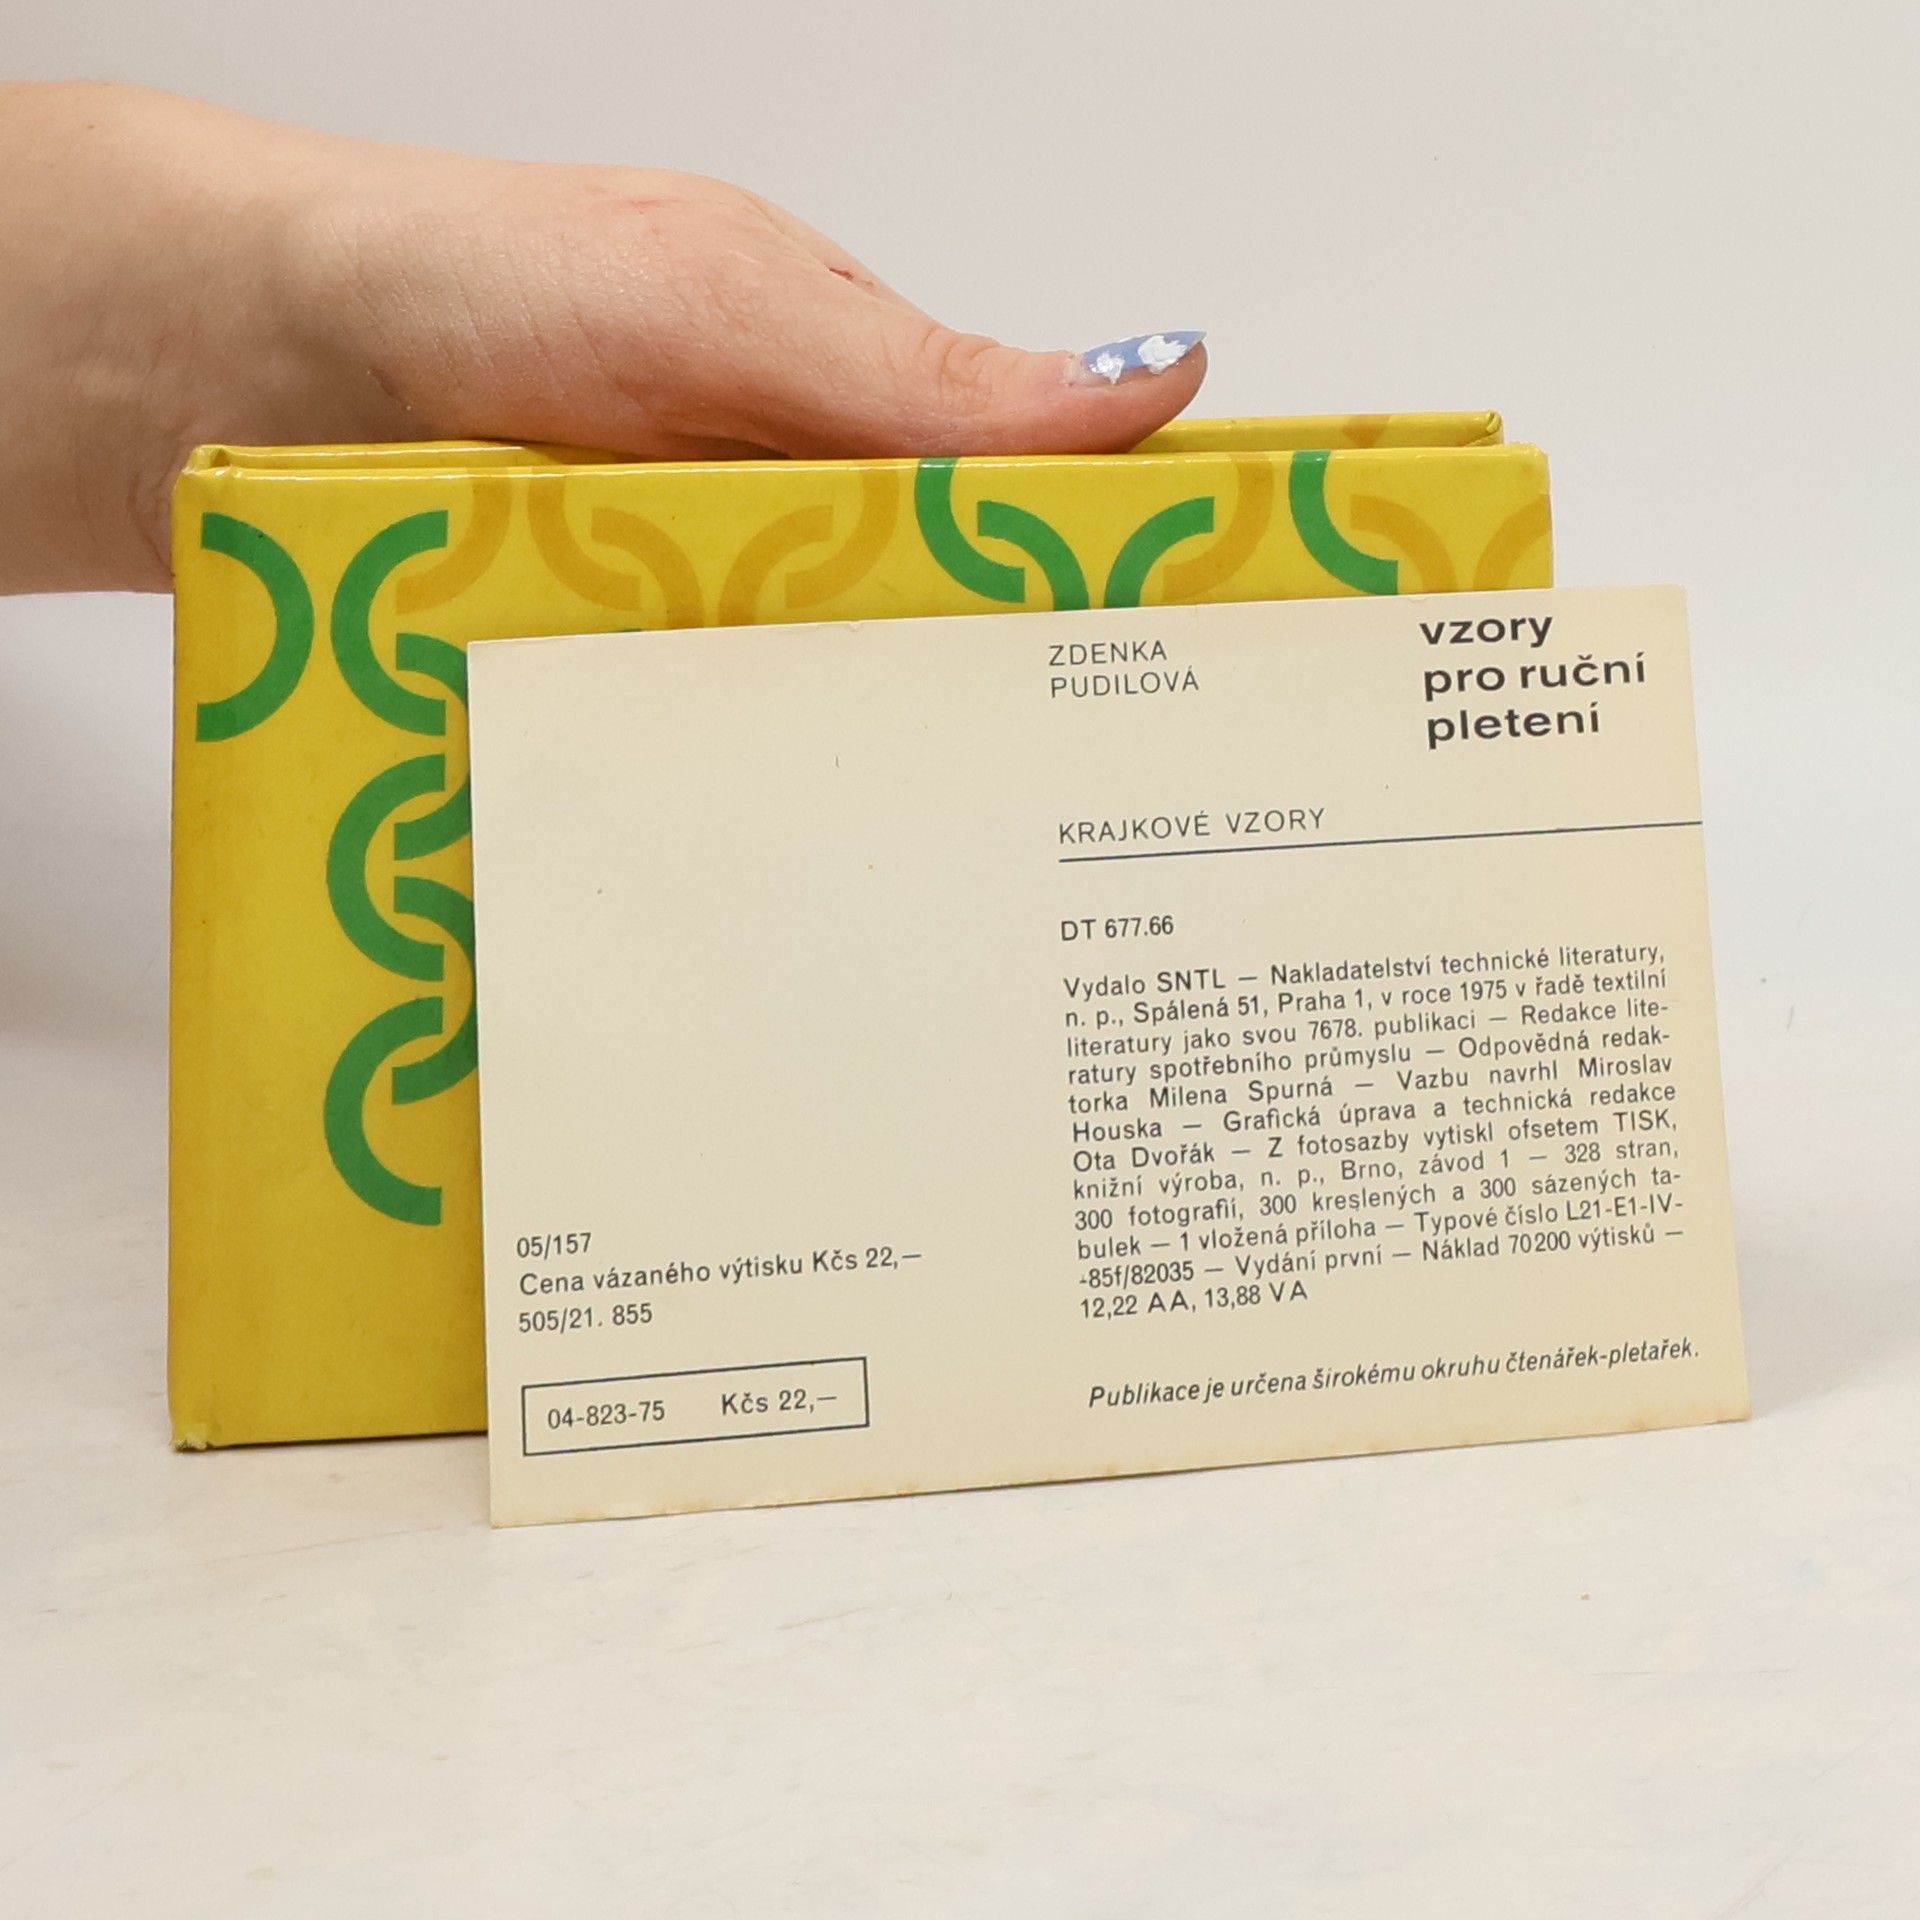 ZDENKA
PUDILOVÁ
vzory
pro ruční
pletení
KRAJKOVÉ VZORY
DT 677.66
Vydalo SNTL — Nakladatelství technické literatury,
n. p., Spálená 51, Praha 1, v roce 1975 v řadě textilní
literatury jako svou 7678. publikaci — Redakce lite-
ratury spotřebního průmyslu — Odpovědná redak-
torka Milena Spurná — Vazbu navrhl Miroslav
Houska — Grafická úprava a technická redakce
Ota Dvořák — Z fotosazby vytiskl ofsetem TISK,
knižní výroba, n. p., Brno, závod 1 — 328 stran,
300 fotografií, 300 kreslených a 300 sázených ta-
bulek — 1 vložená příloha — Typové číslo L21-E1-IV-
-85f/82035 — Vydání první — Náklad 70200 výtisků —
12,22 AA, 13,88 VA
Publikace je určena širokému okruhu čtenářek-pletařek.
05/157
Cena vázaného výtisku Kčs 22,—
505/21. 855
04-823-75 Kčs 22,—